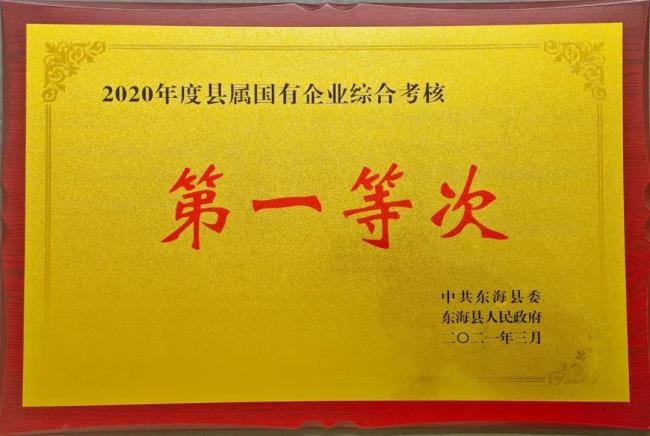 2020年度县属国有企业综合考核
第一等次
中共东海县委
东海县人民政府
二〇二一年三月